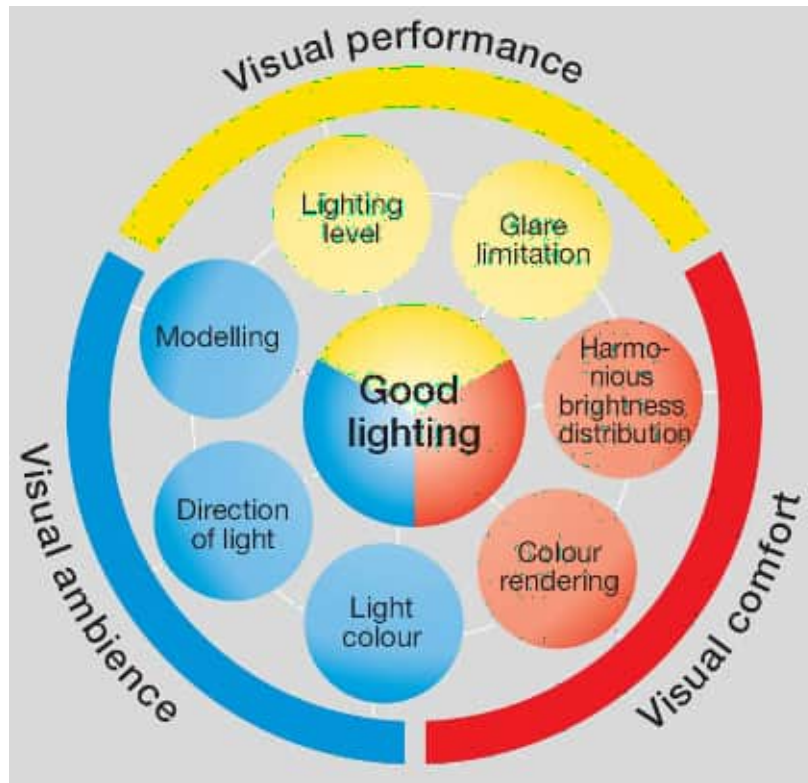 Visual performance
Lighting
level
Glare
limitation
Modelling
Good
lighting
Harmo-
nious
brightness
distribution
Direction
of light
Colour
rendering
Light
colour
Visual ambience
Visual comfort